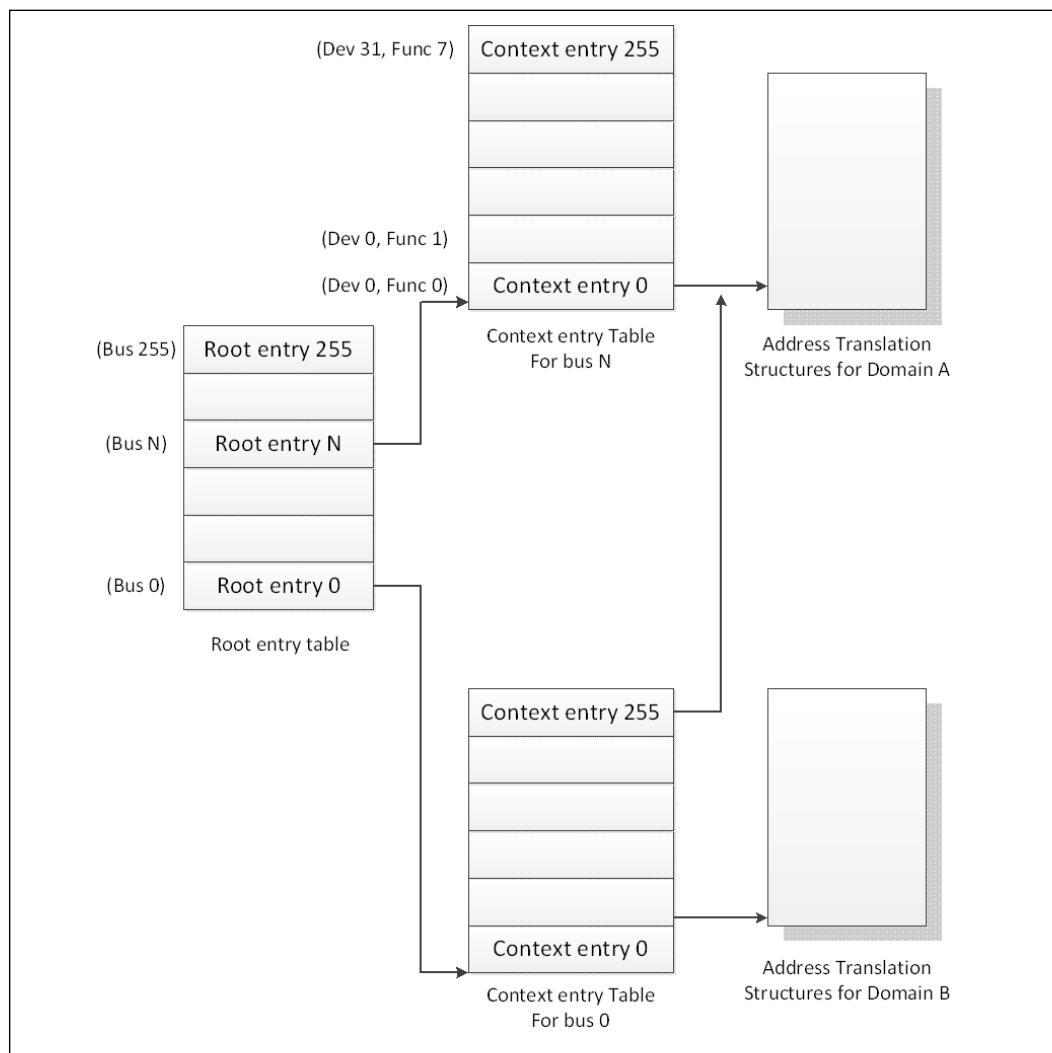 (Dev 31, Func 7)
Context entry 255
(Dev 0, Func 1)
(Dev 0, Func 0)
Context entry 0
Context entry Table
For bus N
Address Translation
Structures for Domain A
(Bus 255)
Root entry 255
(Bus N)
Root entry N
(Bus 0)
Root entry 0
Root entry table
Context entry 255
Context entry 0
Context entry Table
For bus 0
Address Translation
Structures for Domain B